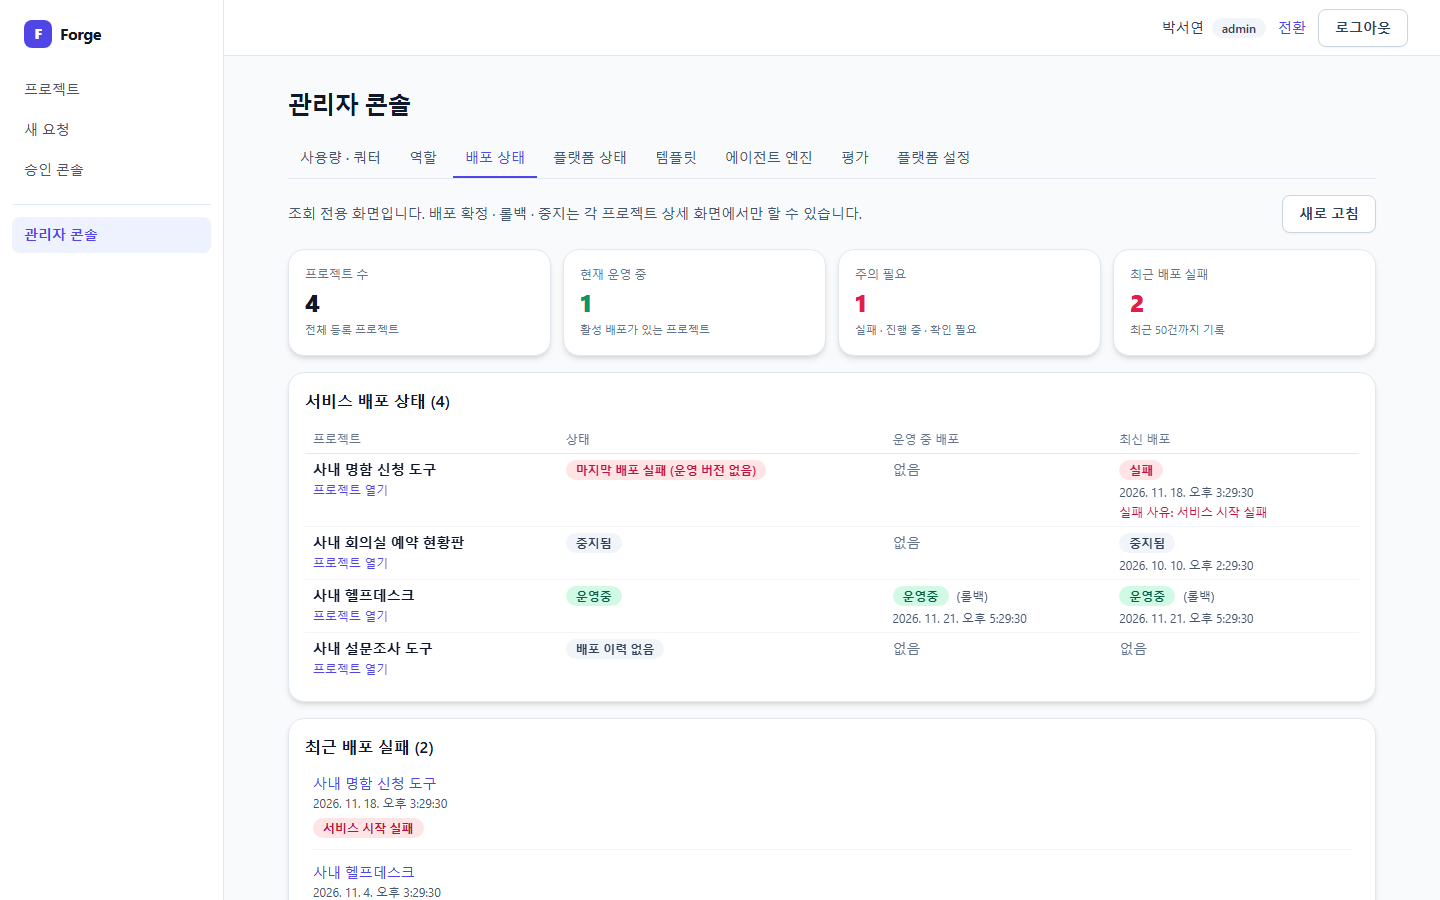 F Forge
박서연 admin 전환 로그아웃
프로젝트
새 요청
승인 콘솔
관리자 콘솔
관리자 콘솔
사용량 · 쿼터 역할 배포 상태 플랫폼 상태 템플릿 에이전트 엔진 평가 플랫폼 설정
조회 전용 화면입니다. 배포 확정 · 롤백 · 중지는 각 프로젝트 상세 화면에서만 할 수 있습니다.
새로 고침
프로젝트 수
4
전체 등록 프로젝트
현재 운영 중
1
활성 배포가 있는 프로젝트
주의 필요
1
실패 · 진행 중 · 확인 필요
최근 배포 실패
2
최근 50건까지 기록
서비스 배포 상태 (4)
프로젝트 상태 운영 중 배포 최신 배포
사내 명함 신청 도구 마지막 배포 실패 (운영 버전 없음) 없음 실패
프로젝트 열기 2026. 11. 18. 오후 3:29:30
실패 사유: 서비스 시작 실패
사내 회의실 예약 현황판 중지됨 없음 중지됨
프로젝트 열기 2026. 10. 10. 오후 2:29:30
사내 헬프데스크 운영중 운영중 (롤백) 운영중 (롤백)
프로젝트 열기 2026. 11. 21. 오후 5:29:30 2026. 11. 21. 오후 5:29:30
사내 설문조사 도구 배포 이력 없음 없음 없음
프로젝트 열기
최근 배포 실패 (2)
사내 명함 신청 도구
2026. 11. 18. 오후 3:29:30
서비스 시작 실패
사내 헬프데스크
2026. 11. 4. 오후 3:29:30